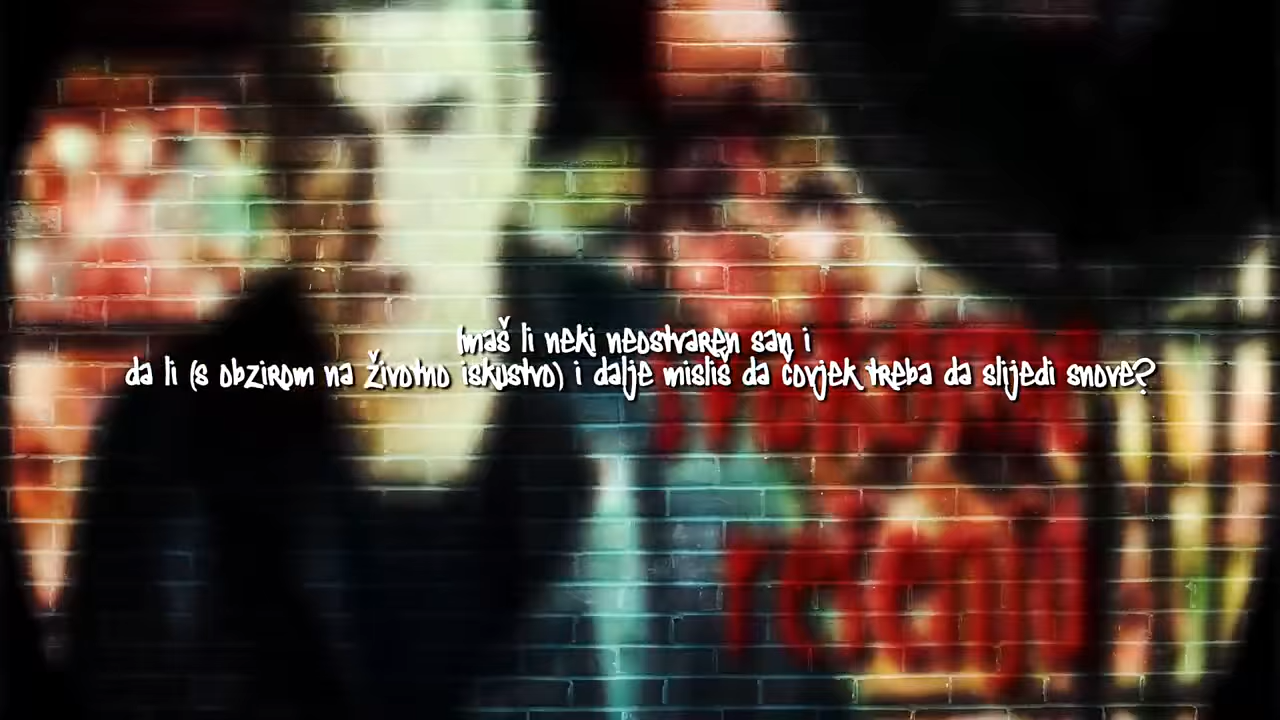 Imaš li neki neostvaren san i
da li (s obzirom na životno iskustvo) i dalje misliš da čovjek treba da slijedi snove?